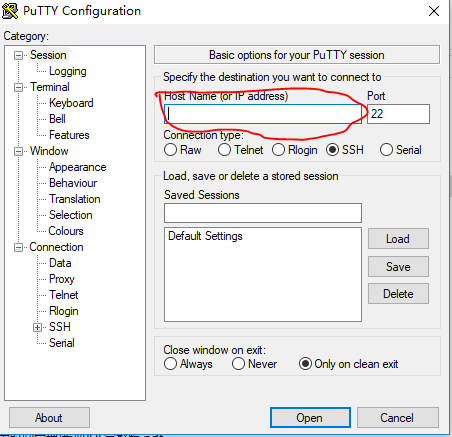 PuTTY Configuration
Category:
Session
Logging
Terminal
Keyboard
Bell
Features
Window
Appearance
Behaviour
Translation
Selection
Colours
Connection
Data
Proxy
Telnet
Rlogin
SSH
Serial
Basic options for your PuTTY session
Specify the destination you want to connect to
Host Name (or IP address) Port
22
Connection type:
Raw Telnet Rlogin SSH Serial
Load, save or delete a stored session
Saved Sessions
Default Settings
Load
Save
Delete
Close window on exit:
Always Never Only on clean exit
About Open Cancel